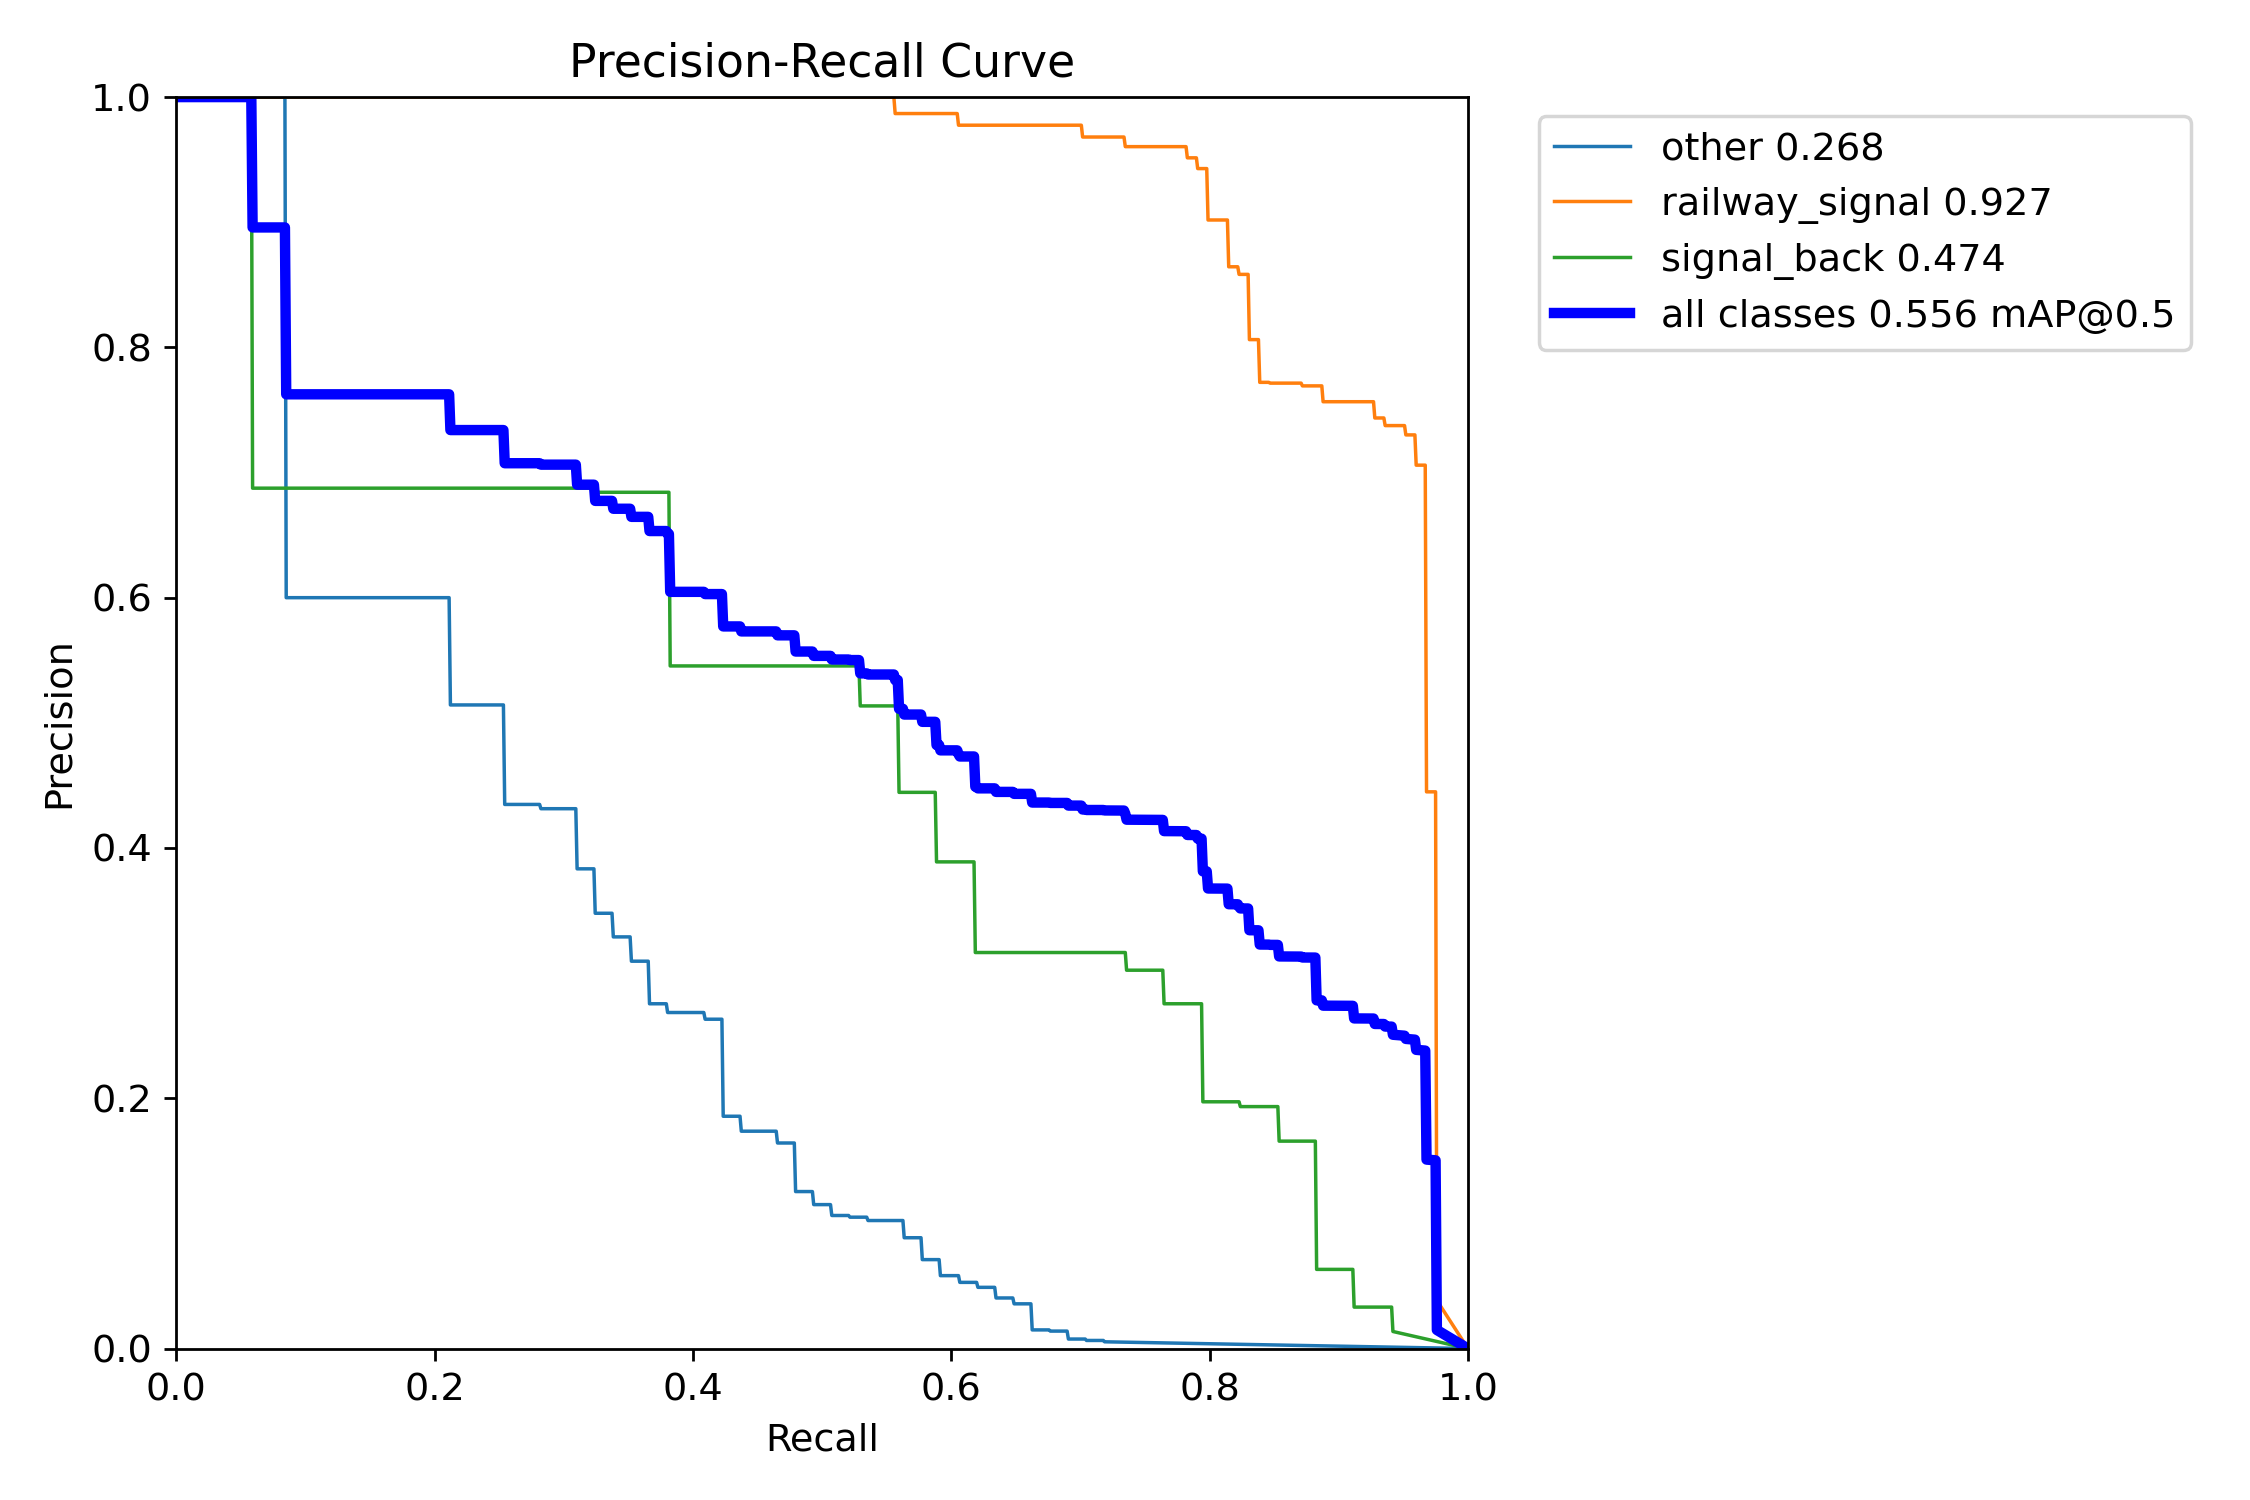 Precision-Recall Curve
1.0
0.8
0.6
0.4
0.2
0.0
Precision
0.0 0.2 0.4 0.6 0.8 1.0
Recall
other 0.268
railway_signal 0.927
signal_back 0.474
all classes 0.556 mAP@0.5